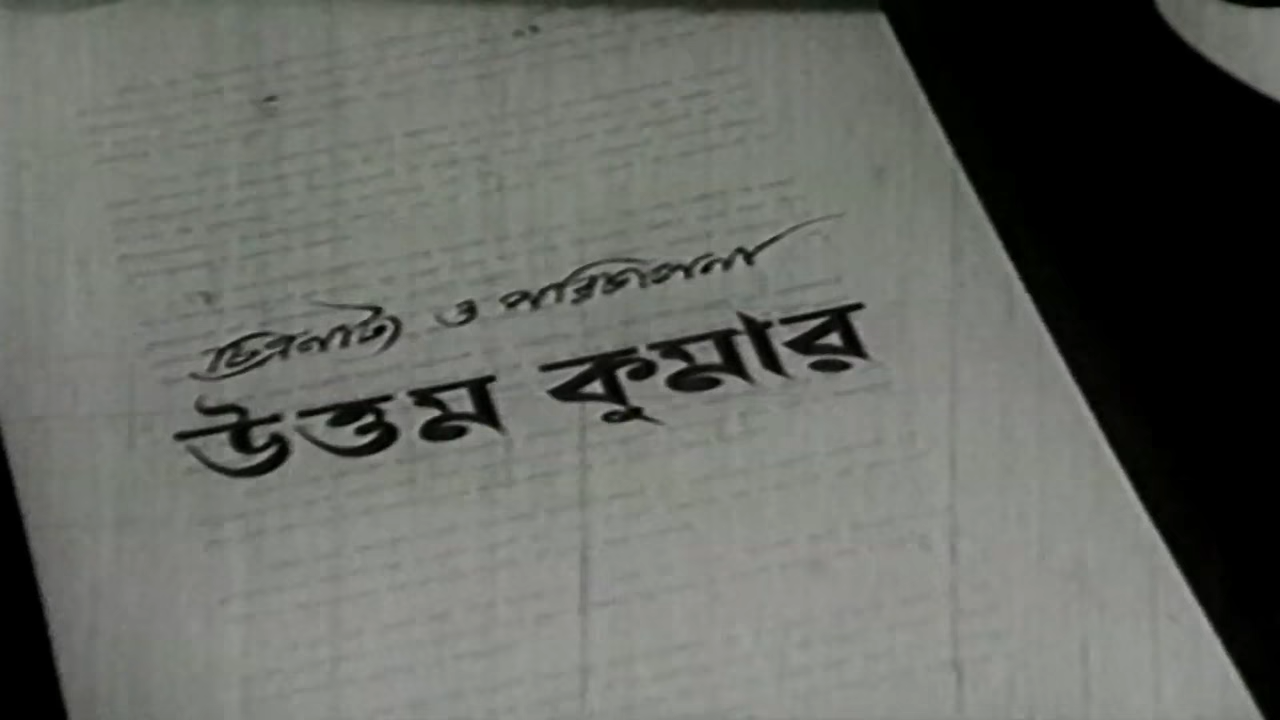 চিত্রনাট্য ও পরিচালনা
উত্তম কুমার